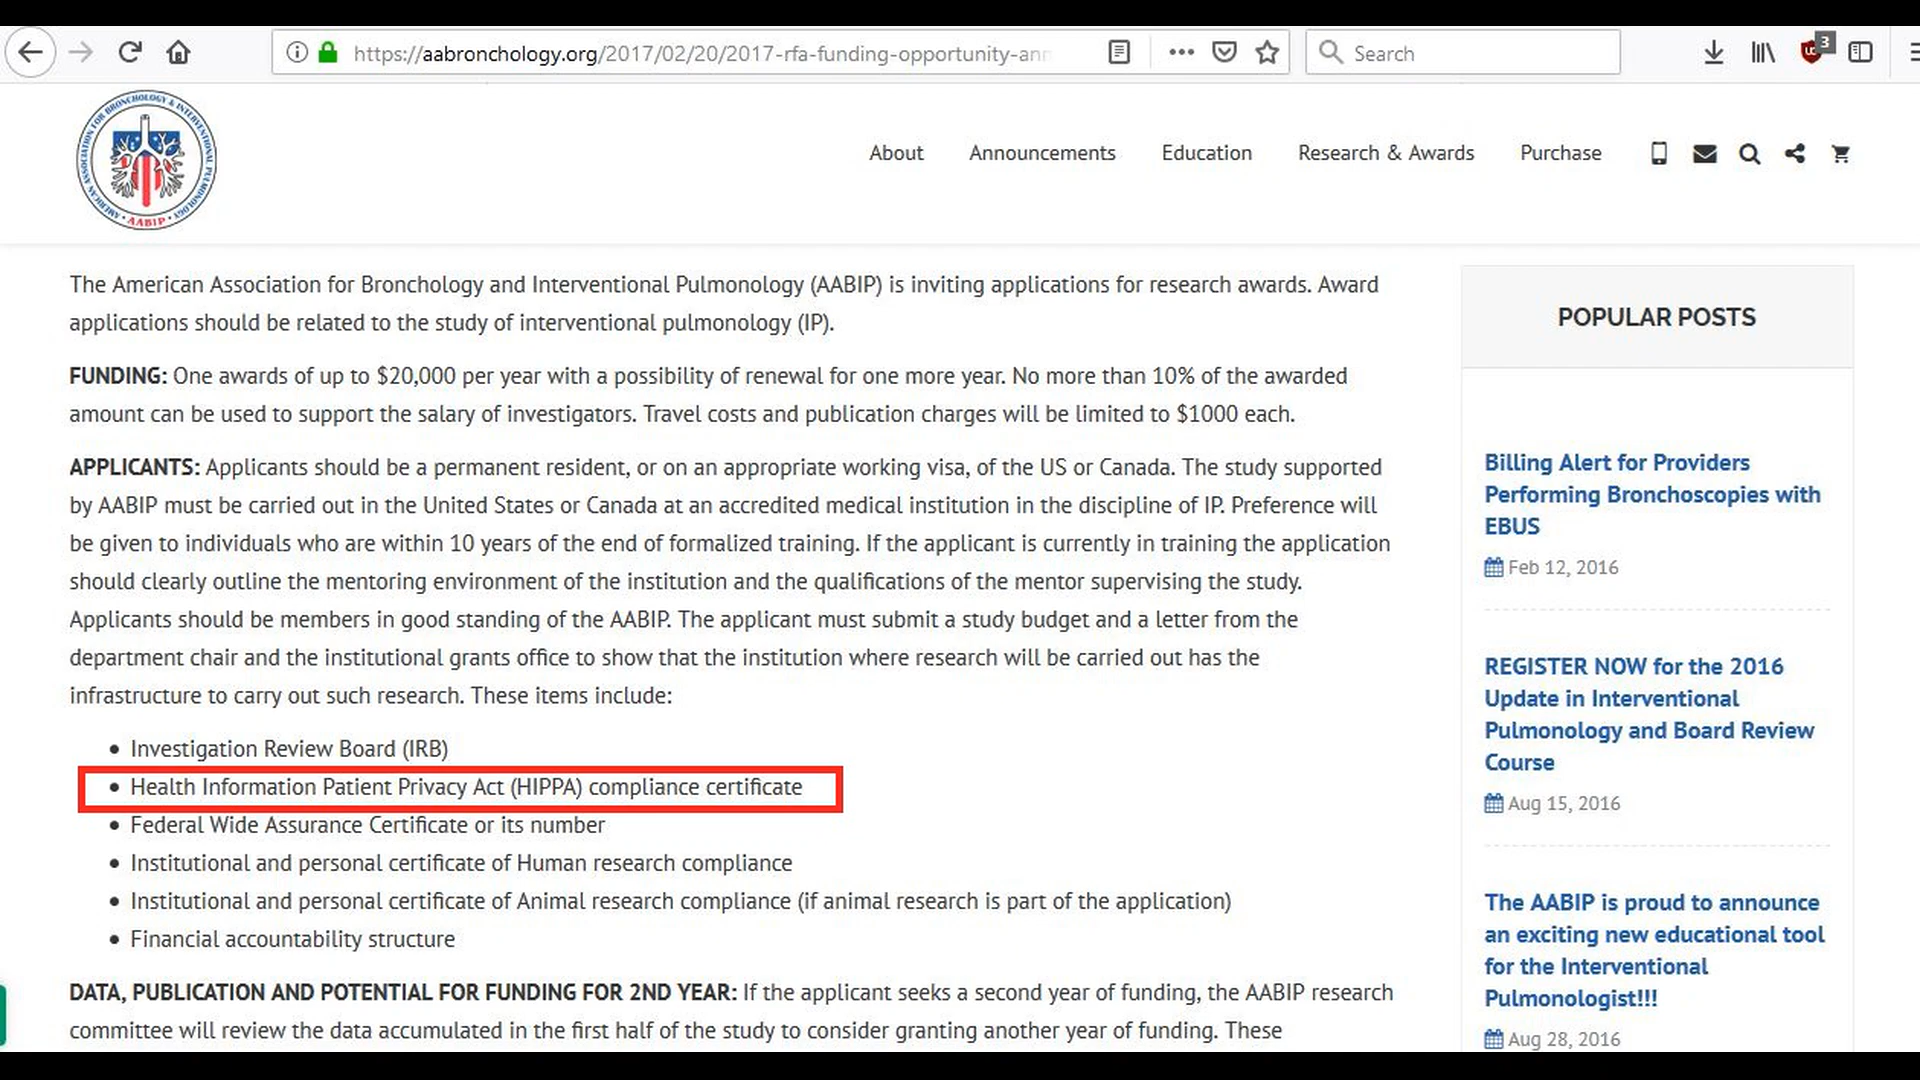 https://aabronchology.org/2017/02/20/2017-rfa-funding-opportunity-ann
Search
3
AMERICAN ASSOCIATION FOR BRONCHOLOGY & INTERVENTIONAL PULMONOLOGY
AABIP
About
Announcements
Education
Research & Awards
Purchase
The American Association for Bronchology and Interventional Pulmonology (AABIP) is inviting applications for research awards. Award
applications should be related to the study of interventional pulmonology (IP).
FUNDING: One awards of up to $20,000 per year with a possibility of renewal for one more year. No more than 10% of the awarded
amount can be used to support the salary of investigators. Travel costs and publication charges will be limited to $1000 each.
APPLICANTS: Applicants should be a permanent resident, or on an appropriate working visa, of the US or Canada. The study supported
by AABIP must be carried out in the United States or Canada at an accredited medical institution in the discipline of IP. Preference will
be given to individuals who are within 10 years of the end of formalized training. If the applicant is currently in training the application
should clearly outline the mentoring environment of the institution and the qualifications of the mentor supervising the study.
Applicants should be members in good standing of the AABIP. The applicant must submit a study budget and a letter from the
department chair and the institutional grants office to show that the institution where research will be carried out has the
infrastructure to carry out such research. These items include:
• Investigation Review Board (IRB)
• Health Information Patient Privacy Act (HIPPA) compliance certificate
• Federal Wide Assurance Certificate or its number
• Institutional and personal certificate of Human research compliance
• Institutional and personal certificate of Animal research compliance (if animal research is part of the application)
• Financial accountability structure
DATA, PUBLICATION AND POTENTIAL FOR FUNDING FOR 2ND YEAR: If the applicant seeks a second year of funding, the AABIP research
committee will review the data accumulated in the first half of the study to consider granting another year of funding. These
POPULAR POSTS
Billing Alert for Providers
Performing Bronchoscopies with
EBUS
Feb 12, 2016
REGISTER NOW for the 2016
Update in Interventional
Pulmonology and Board Review
Course
Aug 15, 2016
The AABIP is proud to announce
an exciting new educational tool
for the Interventional
Pulmonologist!!!
Aug 28, 2016